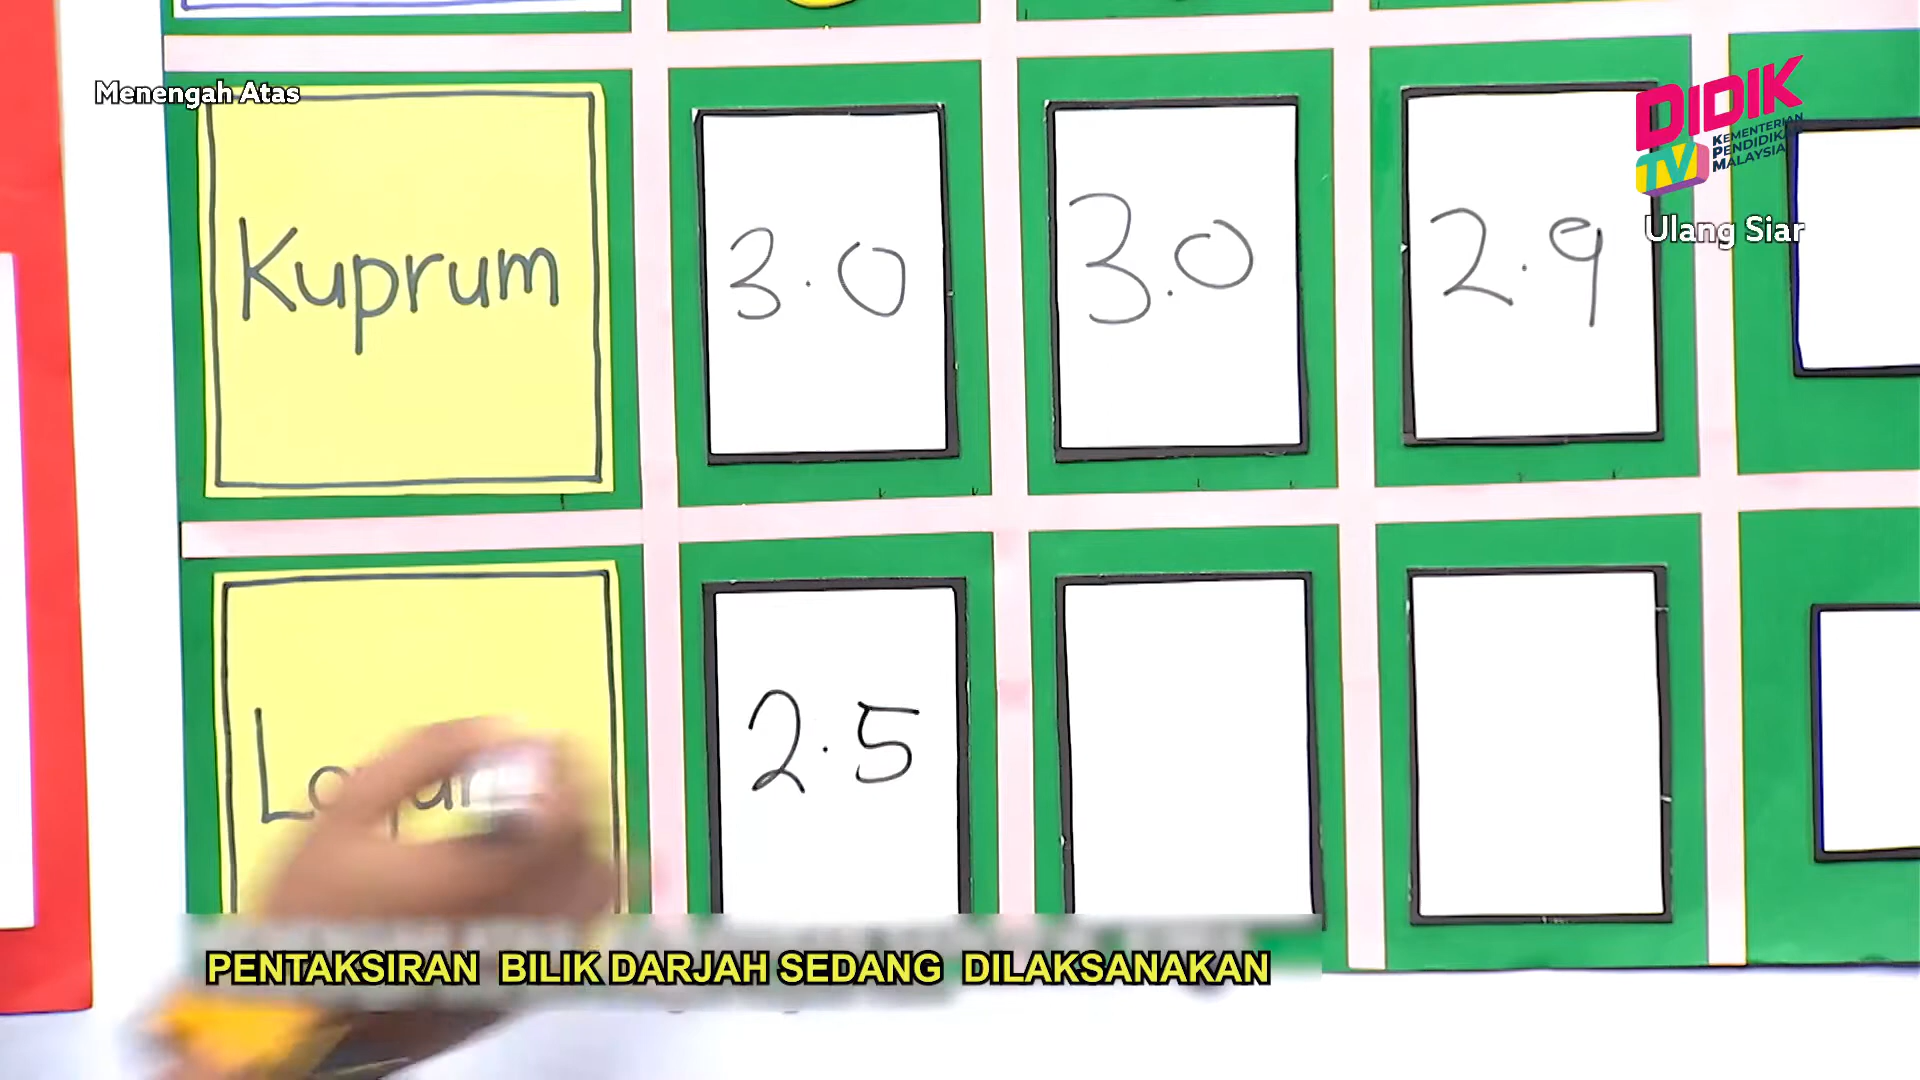 Menengah Atas
DIDIK
TV
KEMENTERIAN
PENDIDIKAN
MALAYSIA
Ulang Siar
Kuprum 3.0 3.0 2.9
2.5
PENTAKSIRAN BILIK DARJAH SEDANG DILAKSANAKAN